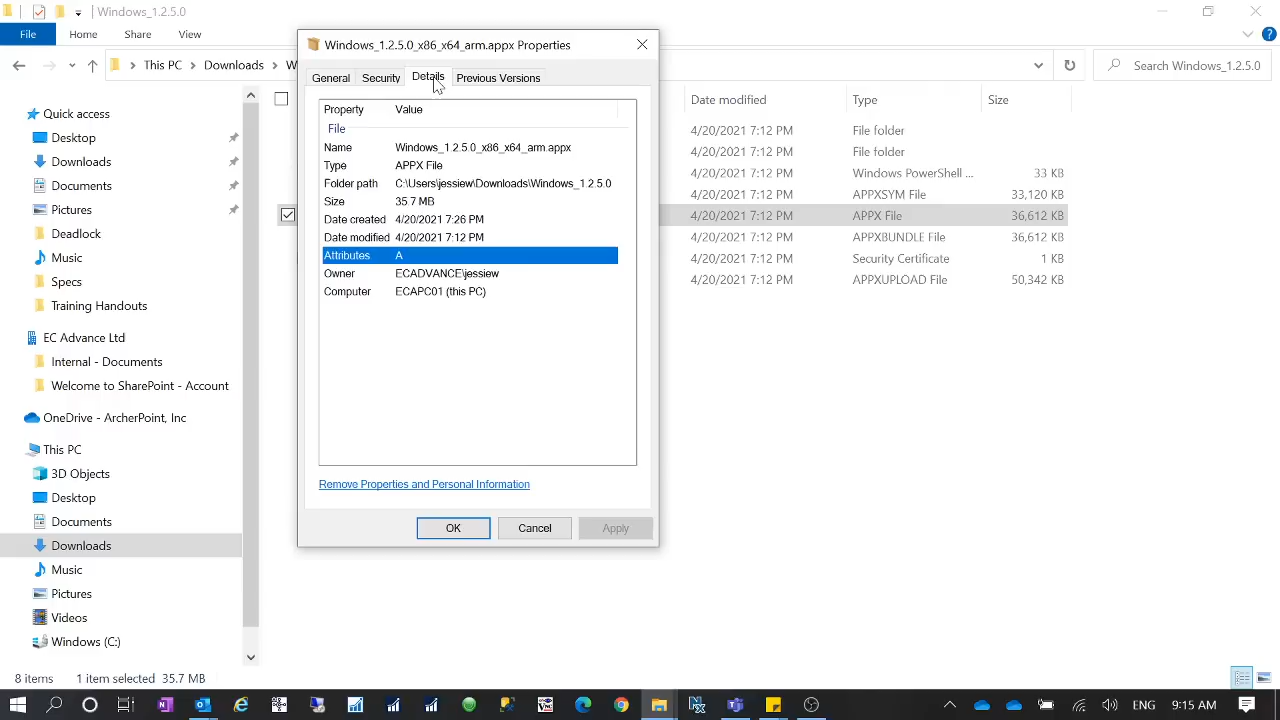 Windows_1.2.5.0
File Home Share View
This PC Downloads W
Search Windows_1.2.5.0
Quick access
Desktop
Downloads
Documents
Pictures
Deadlock
Music
Specs
Training Handouts
EC Advance Ltd
Internal - Documents
Welcome to SharePoint - Account
OneDrive - ArcherPoint, Inc
This PC
3D Objects
Desktop
Documents
Downloads
Music
Pictures
Videos
Windows (C:)
Windows_1.2.5.0_x86_x64_arm.appx Properties
General Security Details Previous Versions
Property Value
File
Name Windows_1.2.5.0_x86_x64_arm.appx
Type APPX File
Folder path C:\Users\jessiew\Downloads\Windows_1.2.5.0
Size 35.7 MB
Date created 4/20/2021 7:26 PM
Date modified 4/20/2021 7:12 PM
Attributes A
Owner ECADVANCE\jessiew
Computer ECAPC01 (this PC)
Remove Properties and Personal Information
OK Cancel Apply
Date modified Type Size
4/20/2021 7:12 PM File folder
4/20/2021 7:12 PM File folder
4/20/2021 7:12 PM Windows PowerShell ... 33 KB
4/20/2021 7:12 PM APPXSYM File 33,120 KB
4/20/2021 7:12 PM APPX File 36,612 KB
4/20/2021 7:12 PM APPXBUNDLE File 36,612 KB
4/20/2021 7:12 PM Security Certificate 1 KB
4/20/2021 7:12 PM APPXUPLOAD File 50,342 KB
8 items 1 item selected 35.7 MB
ENG 9:15 AM